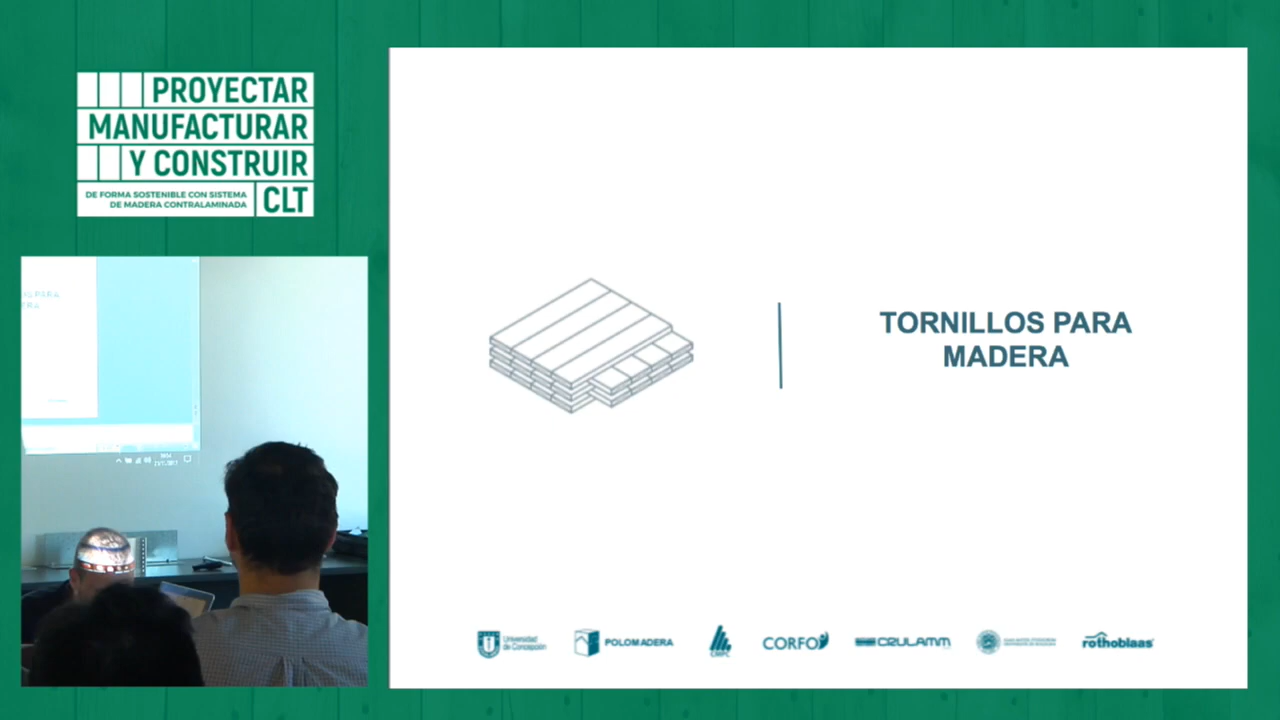 PROYECTAR
MANUFACTURAR
Y CONSTRUIR
DE FORMA SOSTENIBLE CON SISTEMA
DE MADERA CONTRALAMINADA
CLT
TORNILLOS PARA
MADERA
Universidad
de Concepción
POLOMADERA
CMPC
CORFO
CRULAMM
rothoblaas